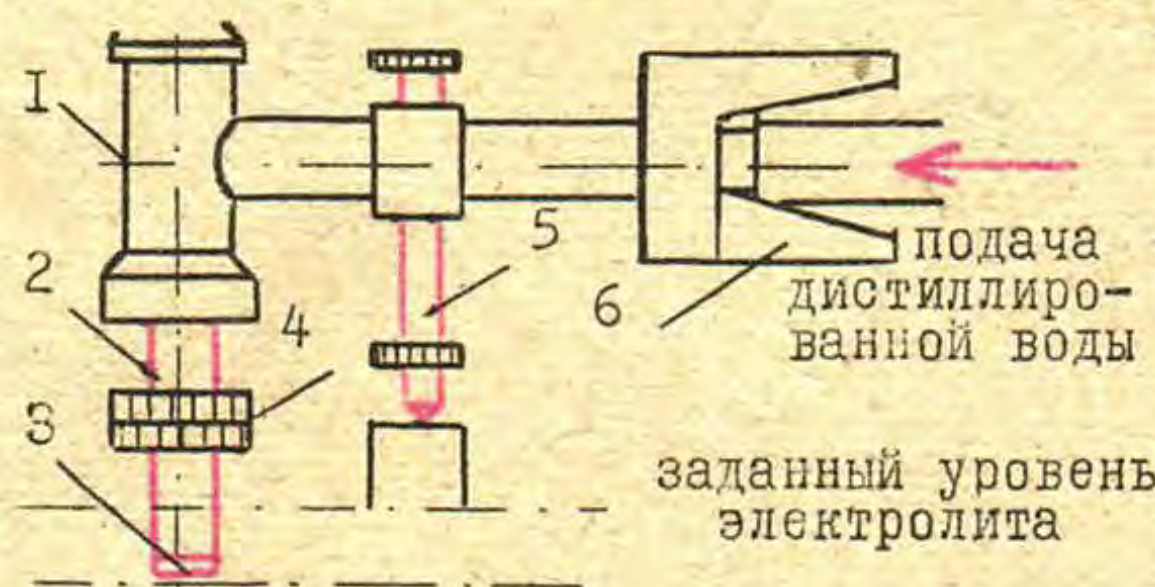 I
2
3
4
5
6
подача
дистиллиро-
ванной воды
заданный уровень
электролита